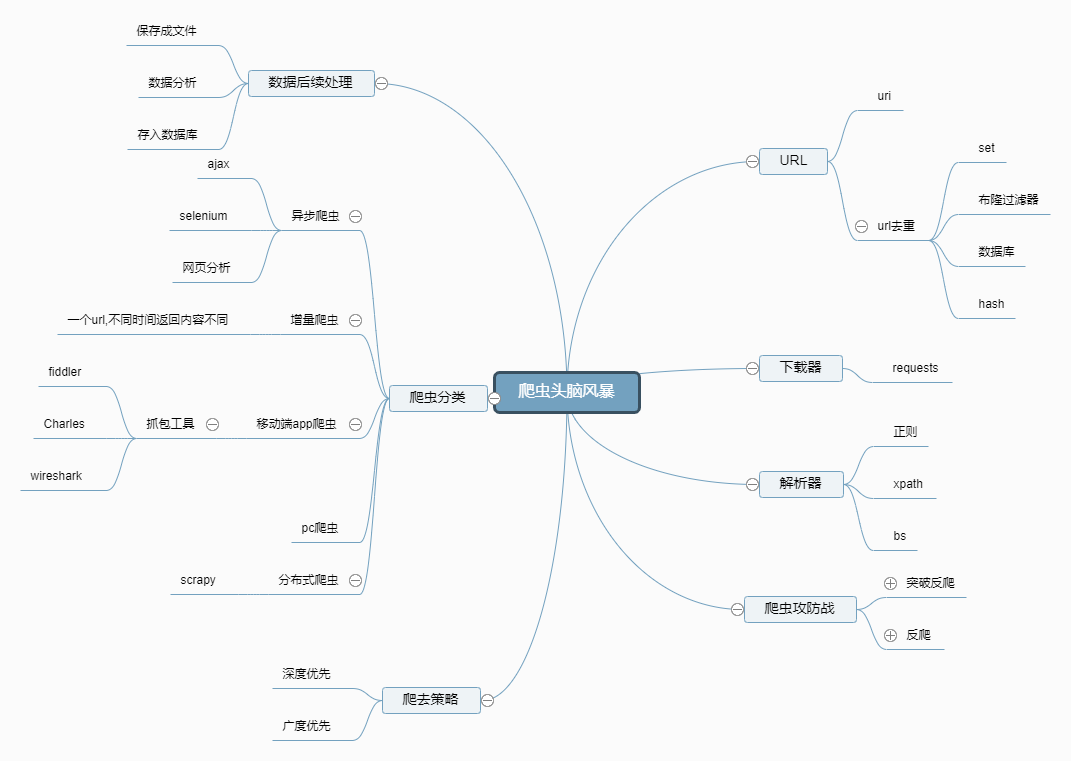 爬虫头脑风暴
数据后续处理
保存成文件
数据分析
存入数据库
爬虫分类
异步爬虫
ajax
selenium
网页分析
增量爬虫
一个url,不同时间返回内容不同
移动端app爬虫
抓包工具
fiddler
Charles
wireshark
pc爬虫
分布式爬虫
scrapy
爬去策略
深度优先
广度优先
URL
uri
url去重
set
布隆过滤器
数据库
hash
下载器
requests
解析器
正则
xpath
bs
爬虫攻防战
突破反爬
反爬